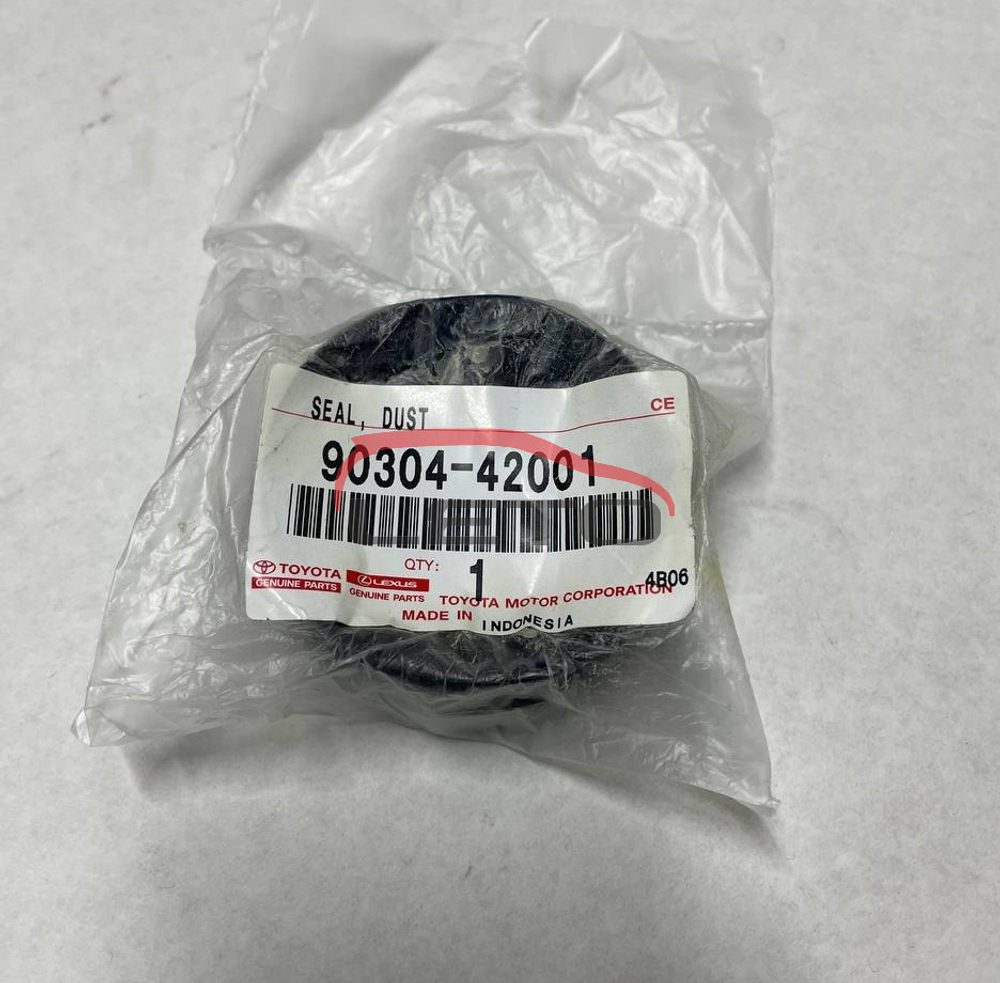 SEAL, DUST
CE
90304-42001
QTY: 1
TOYOTA
GENUINE PARTS
LEXUS
GENUINE PARTS
4B06
TOYOTA MOTOR CORPORATION
MADE IN INDONESIA